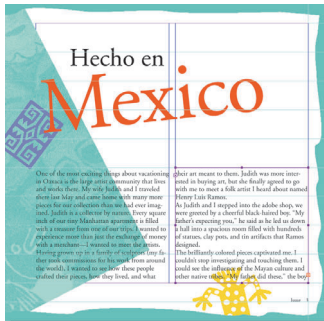 Hecho en
Mexico
One of the most exciting things about vacationing
in Oaxaca is the large artist community that lives
and works there. My wife Judith and I traveled
there last May and came home with many more
pieces for our collection than we had ever imag-
ined. Judith is a collector by nature. Every square
inch of our tiny Manhattan apartment is filled
with a treasure from one of our trips. I wanted to
experience more than just the exchange of money
with a merchant—I wanted to meet the artists.
Having grown up in a family of sculptors (my fa-
ther took commissions for his work from around
the world), I wanted to see how these people
crafted their pieces, how they lived, and what
their art meant to them. Judith was more inter-
ested in buying art, but she finally agreed to go
with me to meet a folk artist I heard about named
Henry Luis Ramos.
As Judith and I stepped into the adobe shop, we
were greeted by a cheerful black-haired boy. "My
father's expecting you," he said as he led us down
a hall into a spacious room filled with hundreds
of statues, clay pots, and tin artifacts that Ramos
designed.
The brilliantly colored pieces captivated me. I
couldn't stop investigating and touching them. I
could see the influence of the Mayan culture and
other native tribes. "My father did these," the boy
Issue